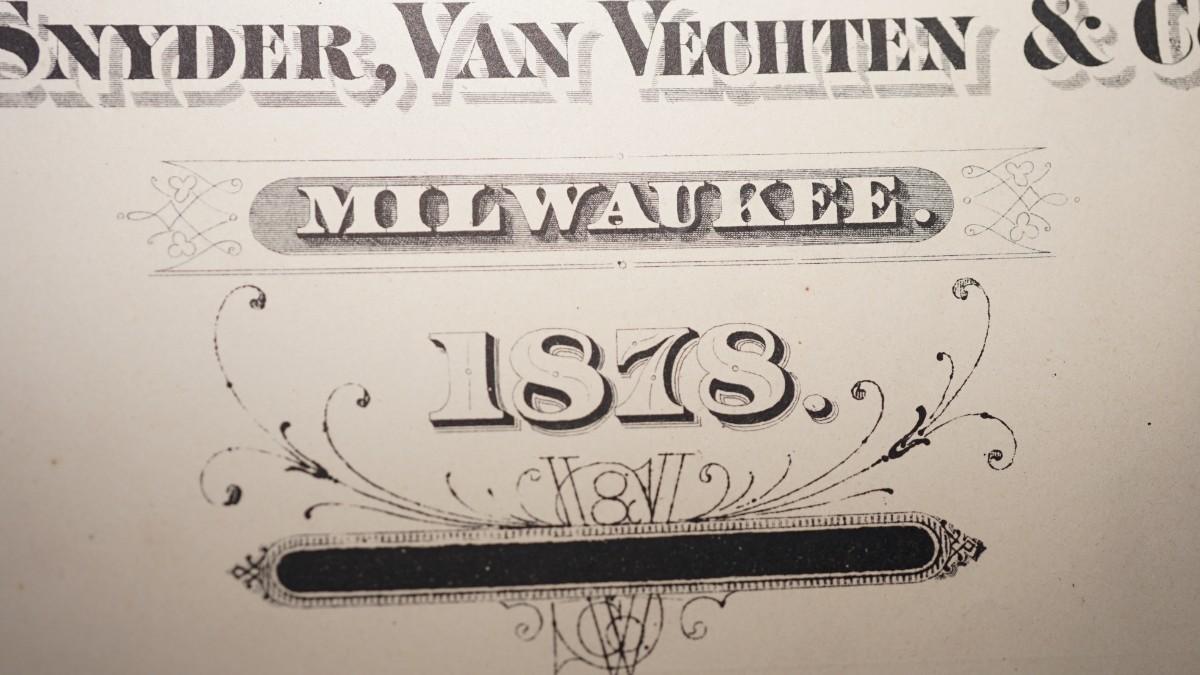 SNYDER, VAN VECHTEN & C
MILWAUKEE.
1878.